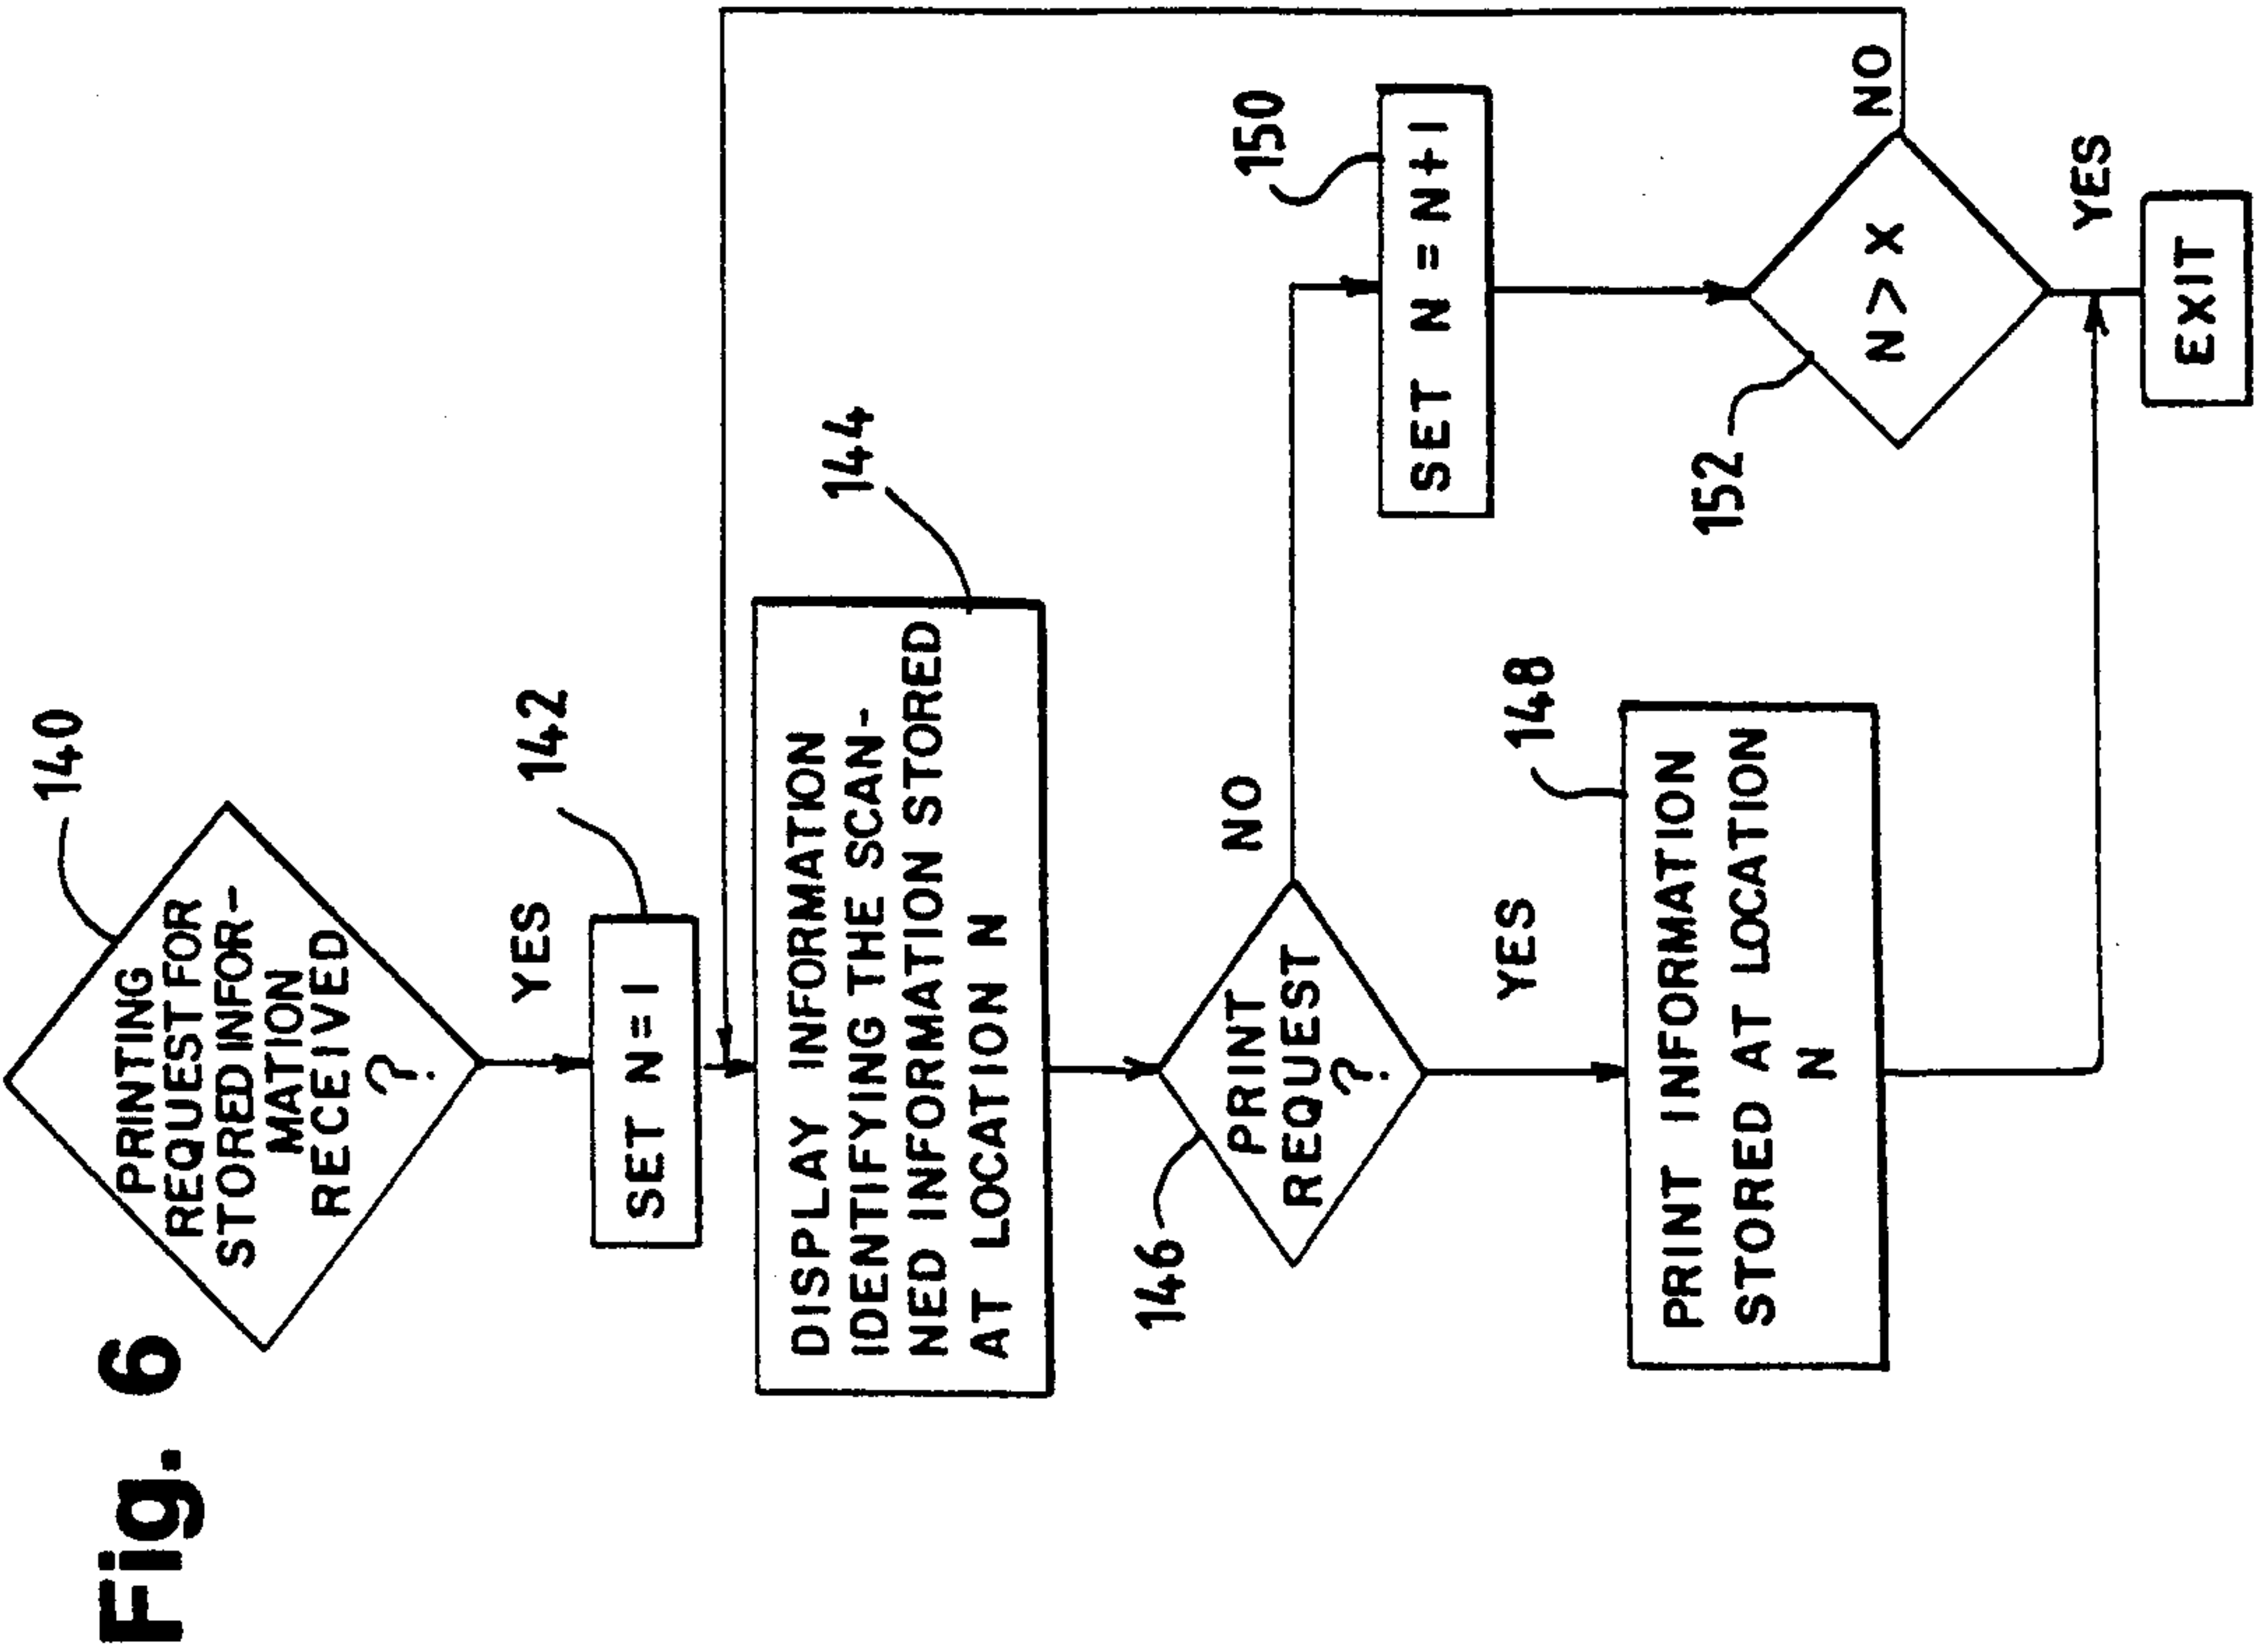 Fig. 6
140
PRINTING
REQUEST FOR
STORED INFOR-
MATION
RECEIVED
?
YES
142
SET N=1
144
DISPLAY INFORMATION
IDENTIFYING THE SCAN-
NED INFORMATION STORED
AT LOCATION N
146
PRINT
REQUEST
?
NO
YES
148
PRINT INFORMATION
STORED AT LOCATION
N
150
SET N=N+1
152
N>X
NO
YES
EXIT